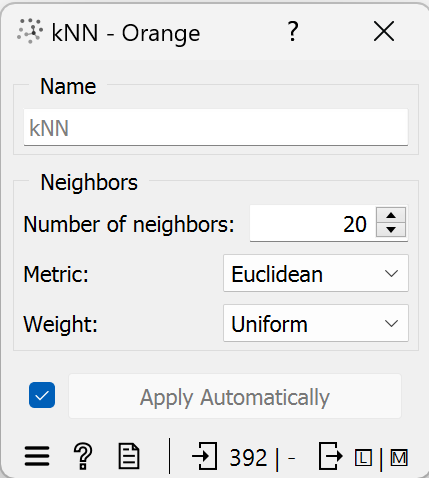 kNN - Orange ?
Name
kNN
Neighbors
Number of neighbors: 20
Metric: Euclidean
Weight: Uniform
Apply Automatically
? 392 | - L | M